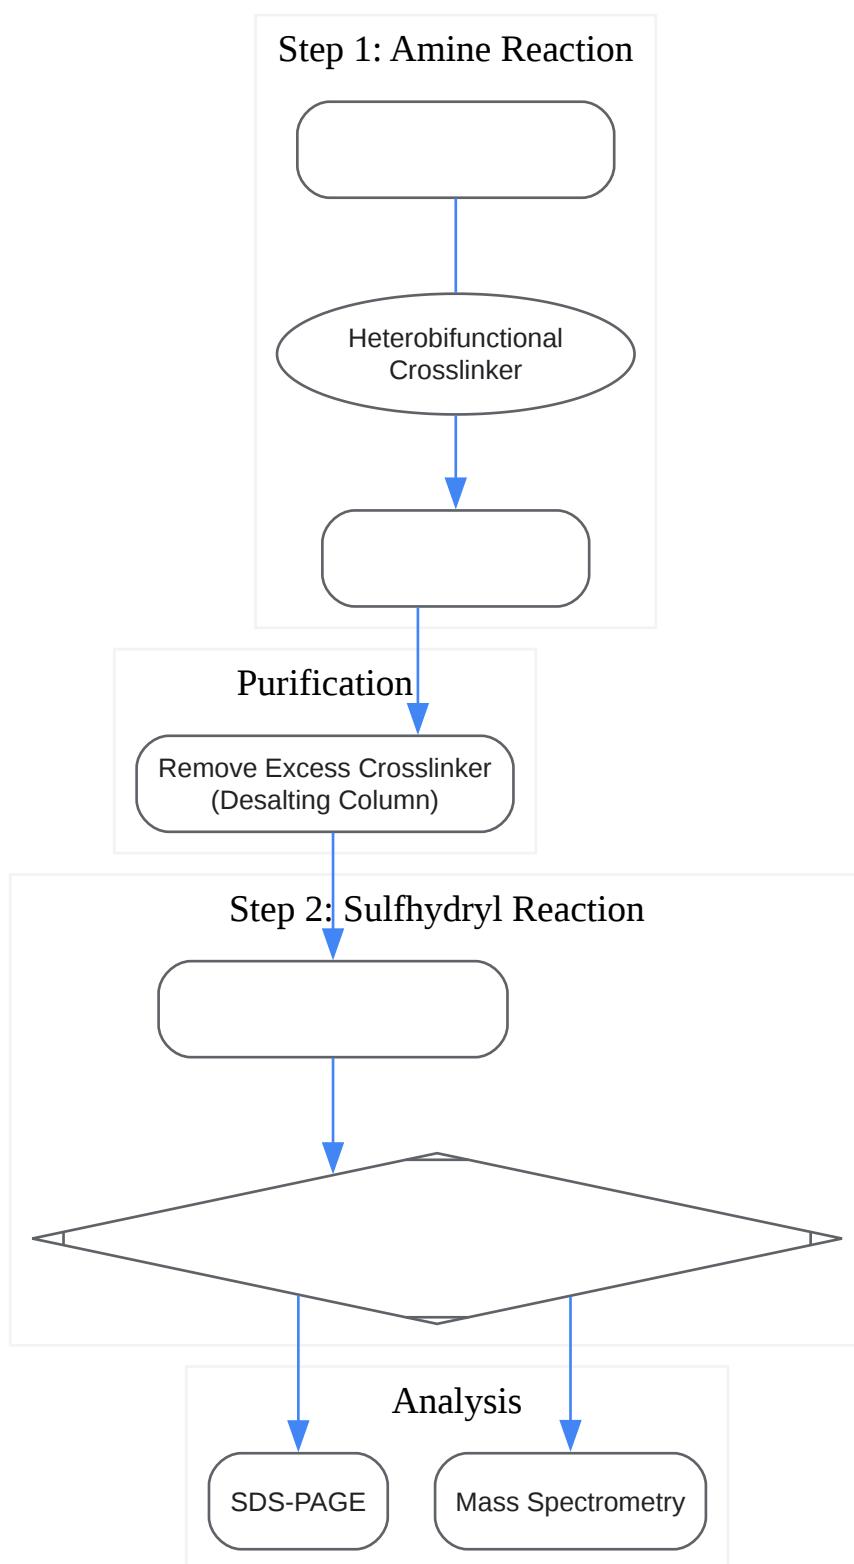 Step 1: Amine Reaction
Heterobifunctional
Crosslinker
Purification
Remove Excess Crosslinker
(Desalting Column)
Step 2: Sulfhydryl Reaction
Analysis
SDS-PAGE
Mass Spectrometry